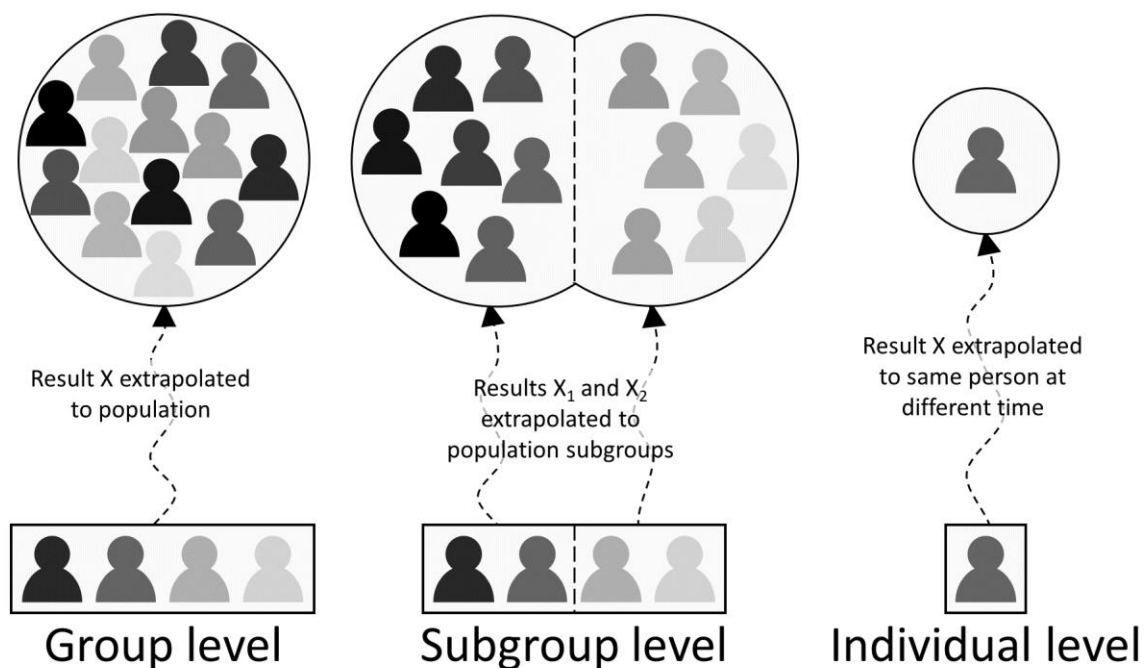 Result X extrapolated
to population
Results X₁ and X₂
extrapolated to
population subgroups
Result X extrapolated
to same person at
different time
Group level
Subgroup level
Individual level